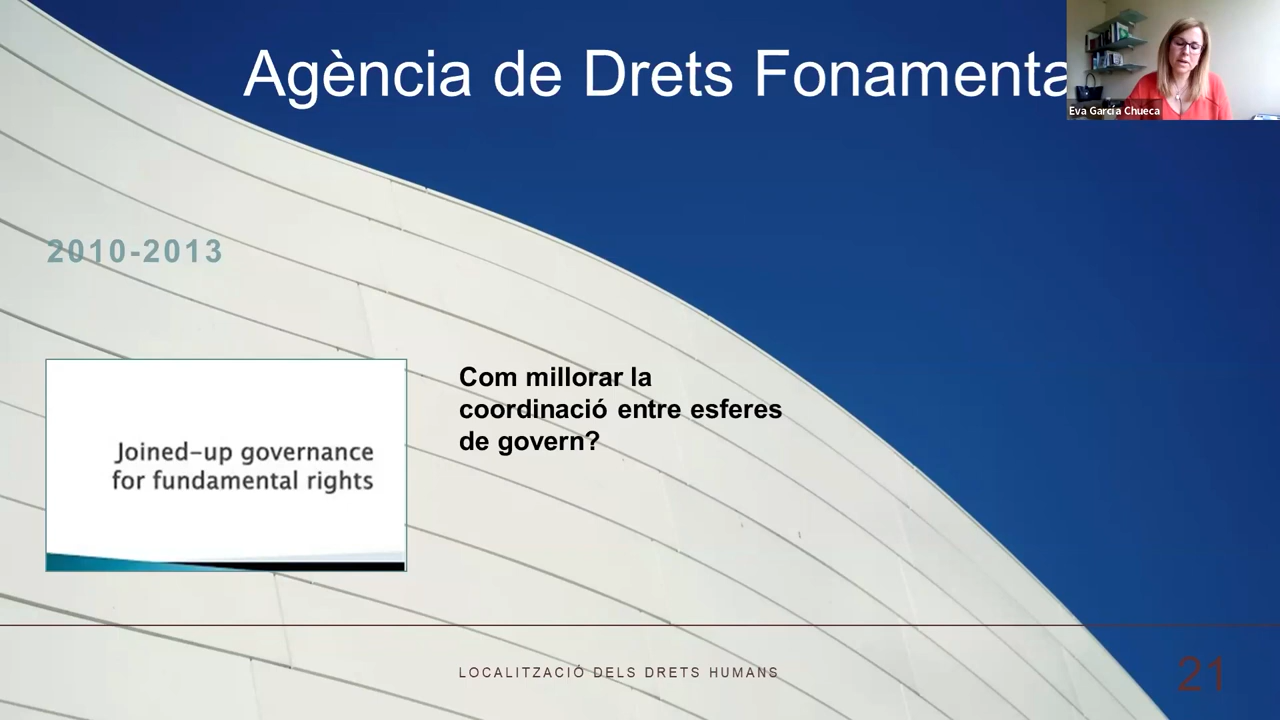 Agència de Drets Fonamenta
Eva García Chueca
2010-2013
Joined-up governance
for fundamental rights
Com millorar la
coordinació entre esferes
de govern?
LOCALITZACIÓ DELS DRETS HUMANS
21